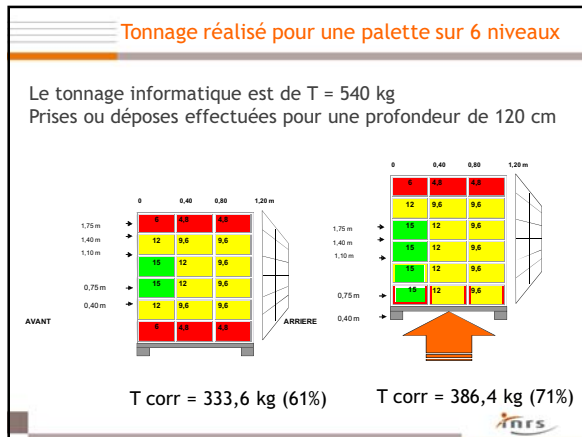 Tonnage réalisé pour une palette sur 6 niveaux
Le tonnage informatique est de T = 540 kg
Prises ou déposes effectuées pour une profondeur de 120 cm
0 0,40 0,80 1,20 m
6 4,8 4,8
1,75 m
1,40 m 12 9,6 9,6
1,10 m
15 12 12
0,75 m 15 12 12
0,40 m 12 9,6 9,6
6 4,8 4,8
AVANT ARRIERE
0 0,40 0,80 1,20 m
6 4,8 4,8
12 9,6 9,6
1,75 m 15 12 9,6
1,40 m
1,10 m 15 12 9,6
15 12 9,6
0,75 m 15 12 9,6
0,40 m
T corr = 333,6 kg (61%)
T corr = 386,4 kg (71%)
inrs